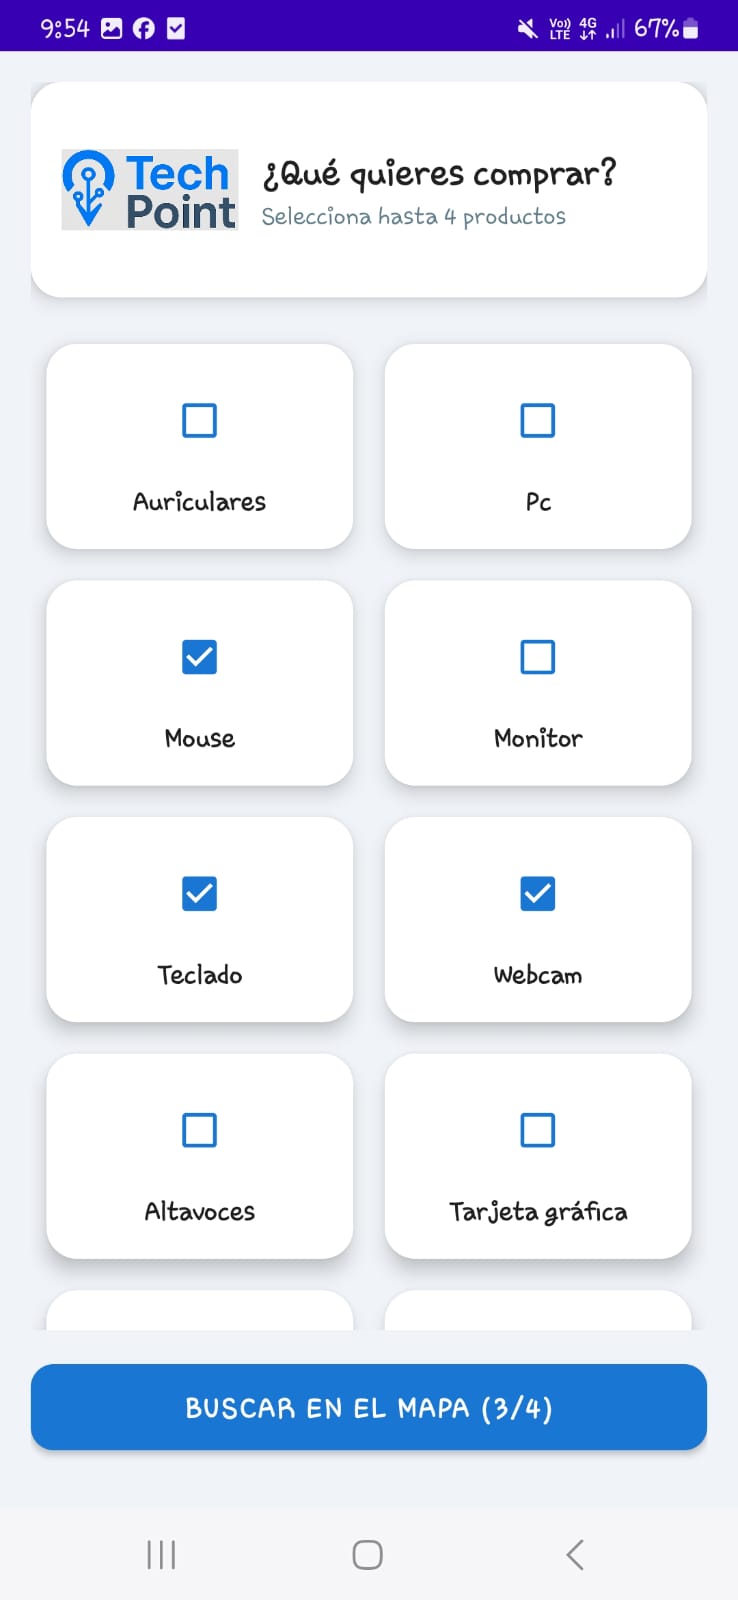 9:54
Vo)) LTE 4G 67%
Tech Point
¿Qué quieres comprar?
Selecciona hasta 4 productos
Auriculares
Pc
Mouse
Monitor
Teclado
Webcam
Altavoces
Tarjeta gráfica
BUSCAR EN EL MAPA (3/4)